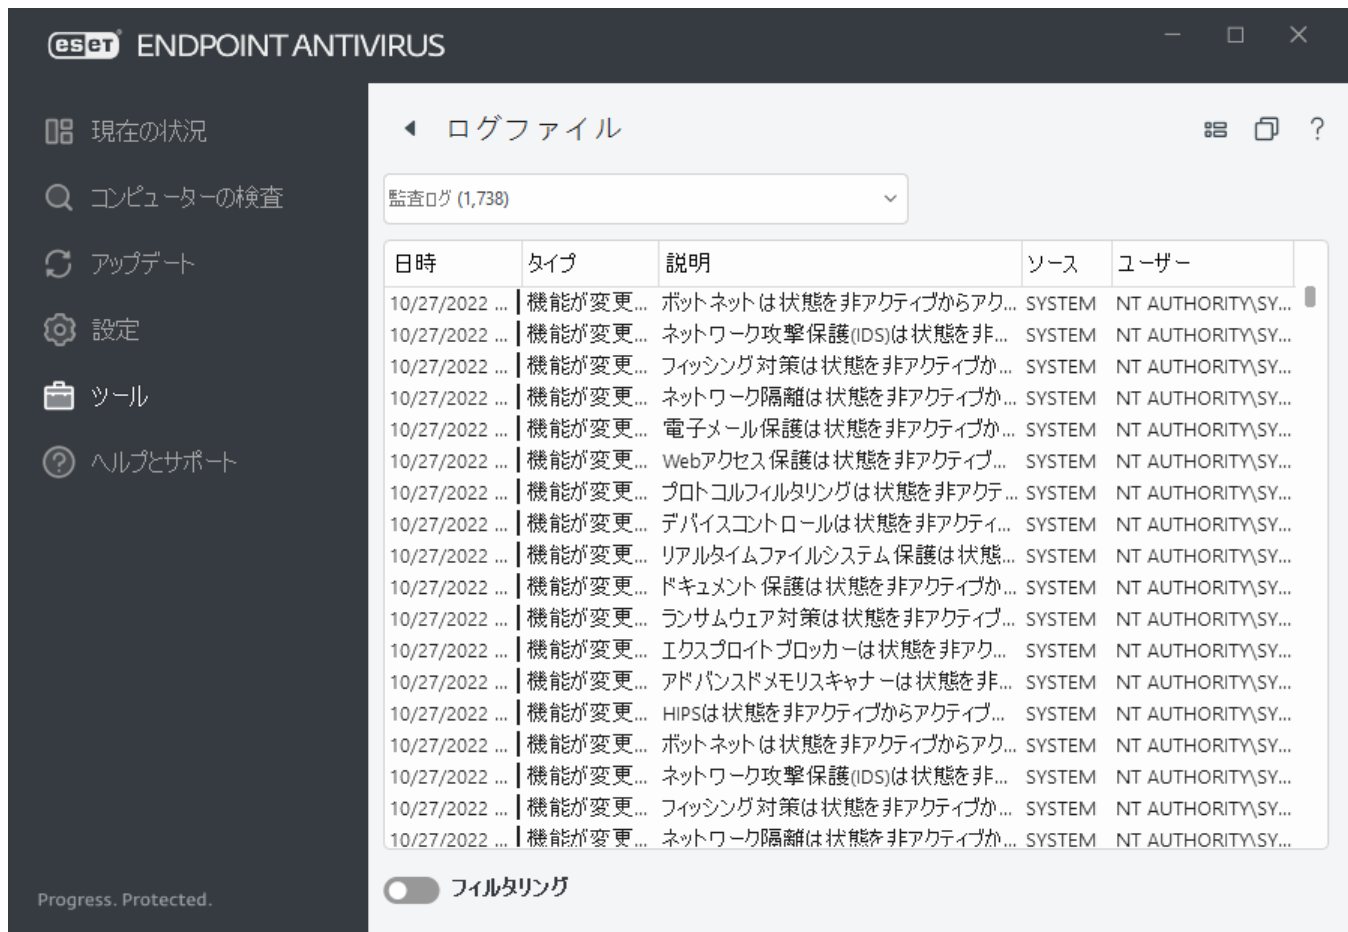 eset ENDPOINT ANTIVIRUS
現在の状況
コンピューターの検査
アップデート
設定
ツール
ヘルプとサポート
Progress. Protected.
ログファイル
?
監査ログ (1,738)
日時 タイプ 説明 ソース ユーザー
10/27/2022 ... 機能が変更... ボットネットは状態を非アクティブからアク... SYSTEM NT AUTHORITY\SY...
10/27/2022 ... 機能が変更... ネットワーク攻撃保護(IDS)は状態を非... SYSTEM NT AUTHORITY\SY...
10/27/2022 ... 機能が変更... フィッシング対策は状態を非アクティブか... SYSTEM NT AUTHORITY\SY...
10/27/2022 ... 機能が変更... ネットワーク隔離は状態を非アクティブか... SYSTEM NT AUTHORITY\SY...
10/27/2022 ... 機能が変更... 電子メール保護は状態を非アクティブか... SYSTEM NT AUTHORITY\SY...
10/27/2022 ... 機能が変更... Webアクセス保護は状態を非アクティブ... SYSTEM NT AUTHORITY\SY...
10/27/2022 ... 機能が変更... プロトコルフィルタリングは状態を非アクテ... SYSTEM NT AUTHORITY\SY...
10/27/2022 ... 機能が変更... デバイスコントロールは状態を非アクティ... SYSTEM NT AUTHORITY\SY...
10/27/2022 ... 機能が変更... リアルタイムファイルシステム保護は状態... SYSTEM NT AUTHORITY\SY...
10/27/2022 ... 機能が変更... ドキュメント保護は状態を非アクティブか... SYSTEM NT AUTHORITY\SY...
10/27/2022 ... 機能が変更... ランサムウェア対策は状態を非アクティブ... SYSTEM NT AUTHORITY\SY...
10/27/2022 ... 機能が変更... エクスプロイトブロッカーは状態を非アク... SYSTEM NT AUTHORITY\SY...
10/27/2022 ... 機能が変更... アドバンスドメモリスキャナーは状態を非... SYSTEM NT AUTHORITY\SY...
10/27/2022 ... 機能が変更... HIPSは状態を非アクティブからアクティブ... SYSTEM NT AUTHORITY\SY...
10/27/2022 ... 機能が変更... ボットネットは状態を非アクティブからアク... SYSTEM NT AUTHORITY\SY...
10/27/2022 ... 機能が変更... ネットワーク攻撃保護(IDS)は状態を非... SYSTEM NT AUTHORITY\SY...
10/27/2022 ... 機能が変更... フィッシング対策は状態を非アクティブか... SYSTEM NT AUTHORITY\SY...
10/27/2022 ... 機能が変更... ネットワーク隔離は状態を非アクティブか... SYSTEM NT AUTHORITY\SY...
フィルタリング